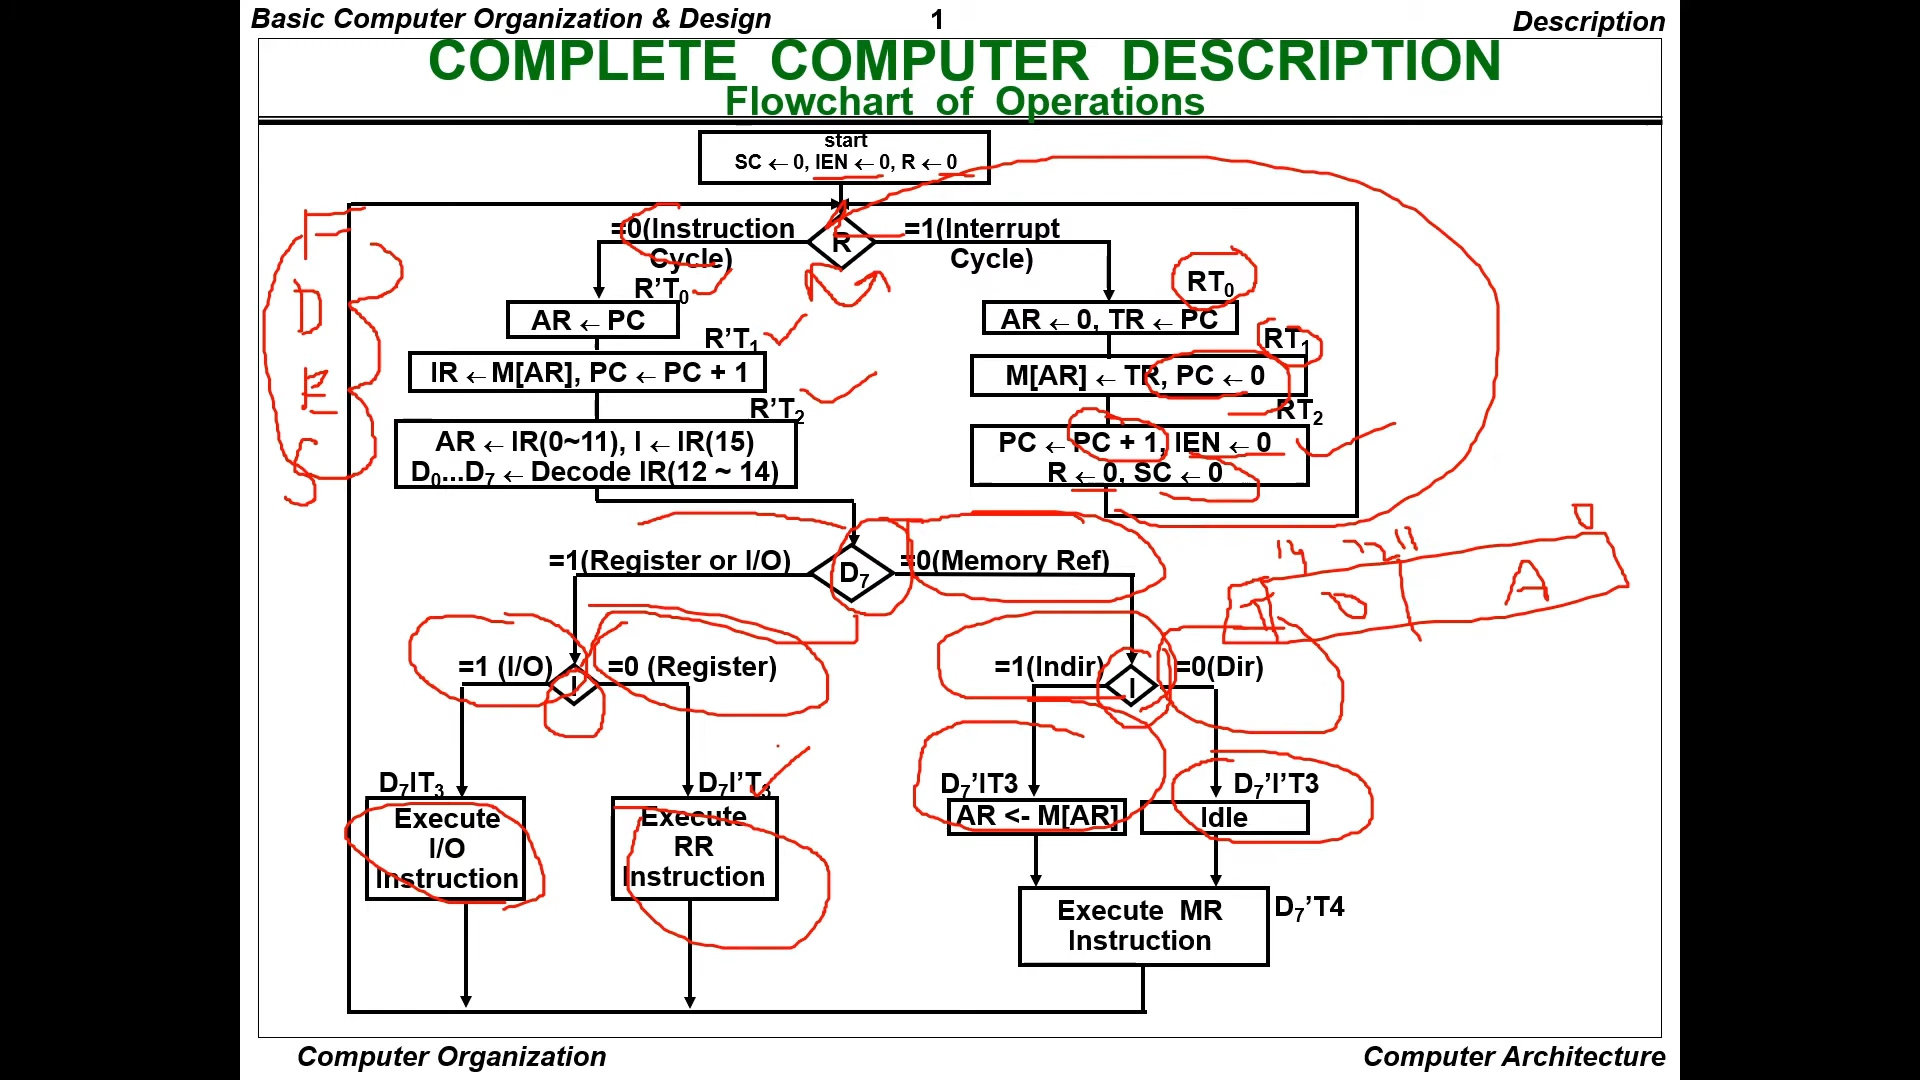 Basic Computer Organization & Design
1
Description
COMPLETE COMPUTER DESCRIPTION
Flowchart of Operations
start
SC ← 0, IEN ← 0, R ← 0
=0(Instruction Cycle)
R
=1(Interrupt Cycle)
R’T0
AR ← PC
R’T1
IR ← M[AR], PC ← PC + 1
R’T2
AR ← IR(0~11), I ← IR(15)
D0...D7 ← Decode IR(12 ~ 14)
RT0
AR ← 0, TR ← PC
RT1
M[AR] ← TR, PC ← 0
RT2
PC ← PC + 1, IEN ← 0
R ← 0, SC ← 0
F
D
E
S
=1(Register or I/O)
D7
=0(Memory Ref)
14
11
0
I
O
A
=1 (I/O)
I
=0 (Register)
=1(Indir)
I
=0(Dir)
D7IT3
Execute
I/O
Instruction
D7I’T3
Execute
RR
Instruction
D7’IT3
AR <- M[AR]
D7’I’T3
Idle
Execute MR
Instruction
D7’T4
Computer Organization
Computer Architecture